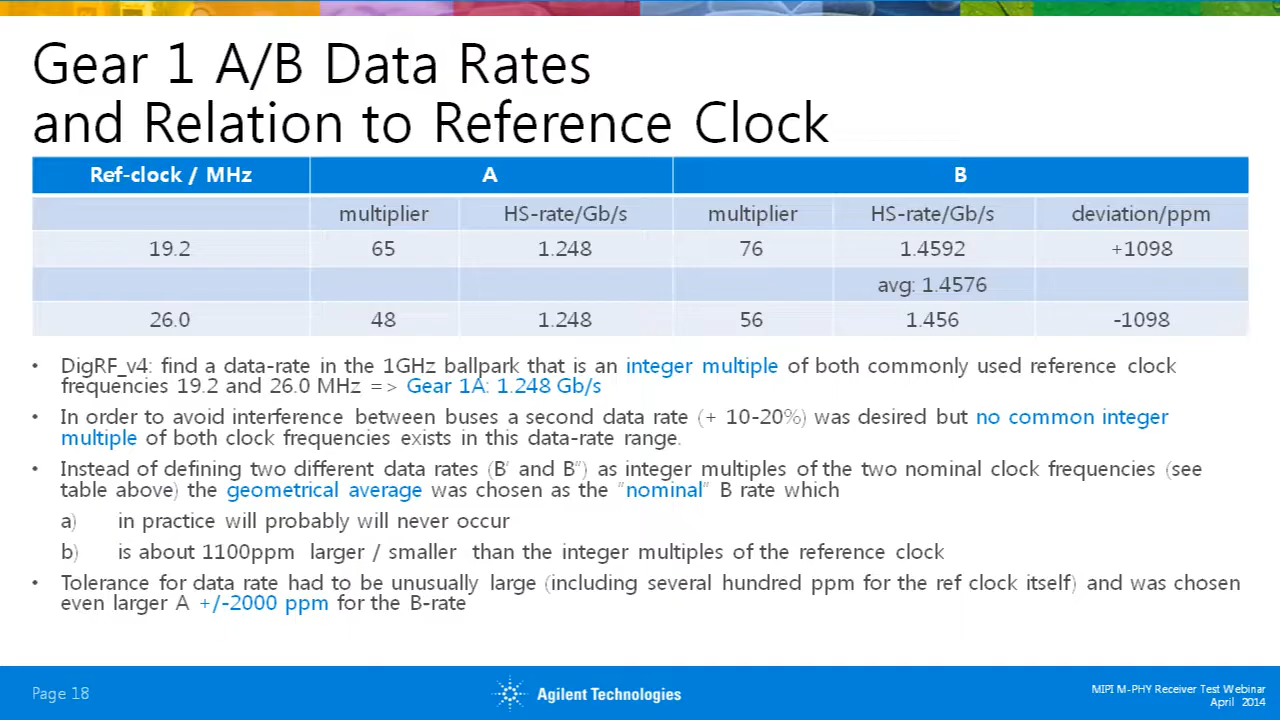 Gear 1 A/B Data Rates
and Relation to Reference Clock
Ref-clock / MHz A B
multiplier HS-rate/Gb/s multiplier HS-rate/Gb/s deviation/ppm
19.2 65 1.248 76 1.4592 +1098
avg: 1.4576
26.0 48 1.248 56 1.456 -1098
• DigRF_v4: find a data-rate in the 1GHz ballpark that is an integer multiple of both commonly used reference clock
frequencies 19.2 and 26.0 MHz => Gear 1A: 1.248 Gb/s
• In order to avoid interference between buses a second data rate (+ 10-20%) was desired but no common integer
multiple of both clock frequencies exists in this data-rate range.
• Instead of defining two different data rates (B' and B") as integer multiples of the two nominal clock frequencies (see
table above) the geometrical average was chosen as the "nominal" B rate which
a) in practice will probably will never occur
b) is about 1100ppm larger / smaller than the integer multiples of the reference clock
• Tolerance for data rate had to be unusually large (including several hundred ppm for the ref clock itself) and was chosen
even larger A +/-2000 ppm for the B-rate
Page 18
Agilent Technologies
MIPI M-PHY Receiver Test Webinar
April 2014